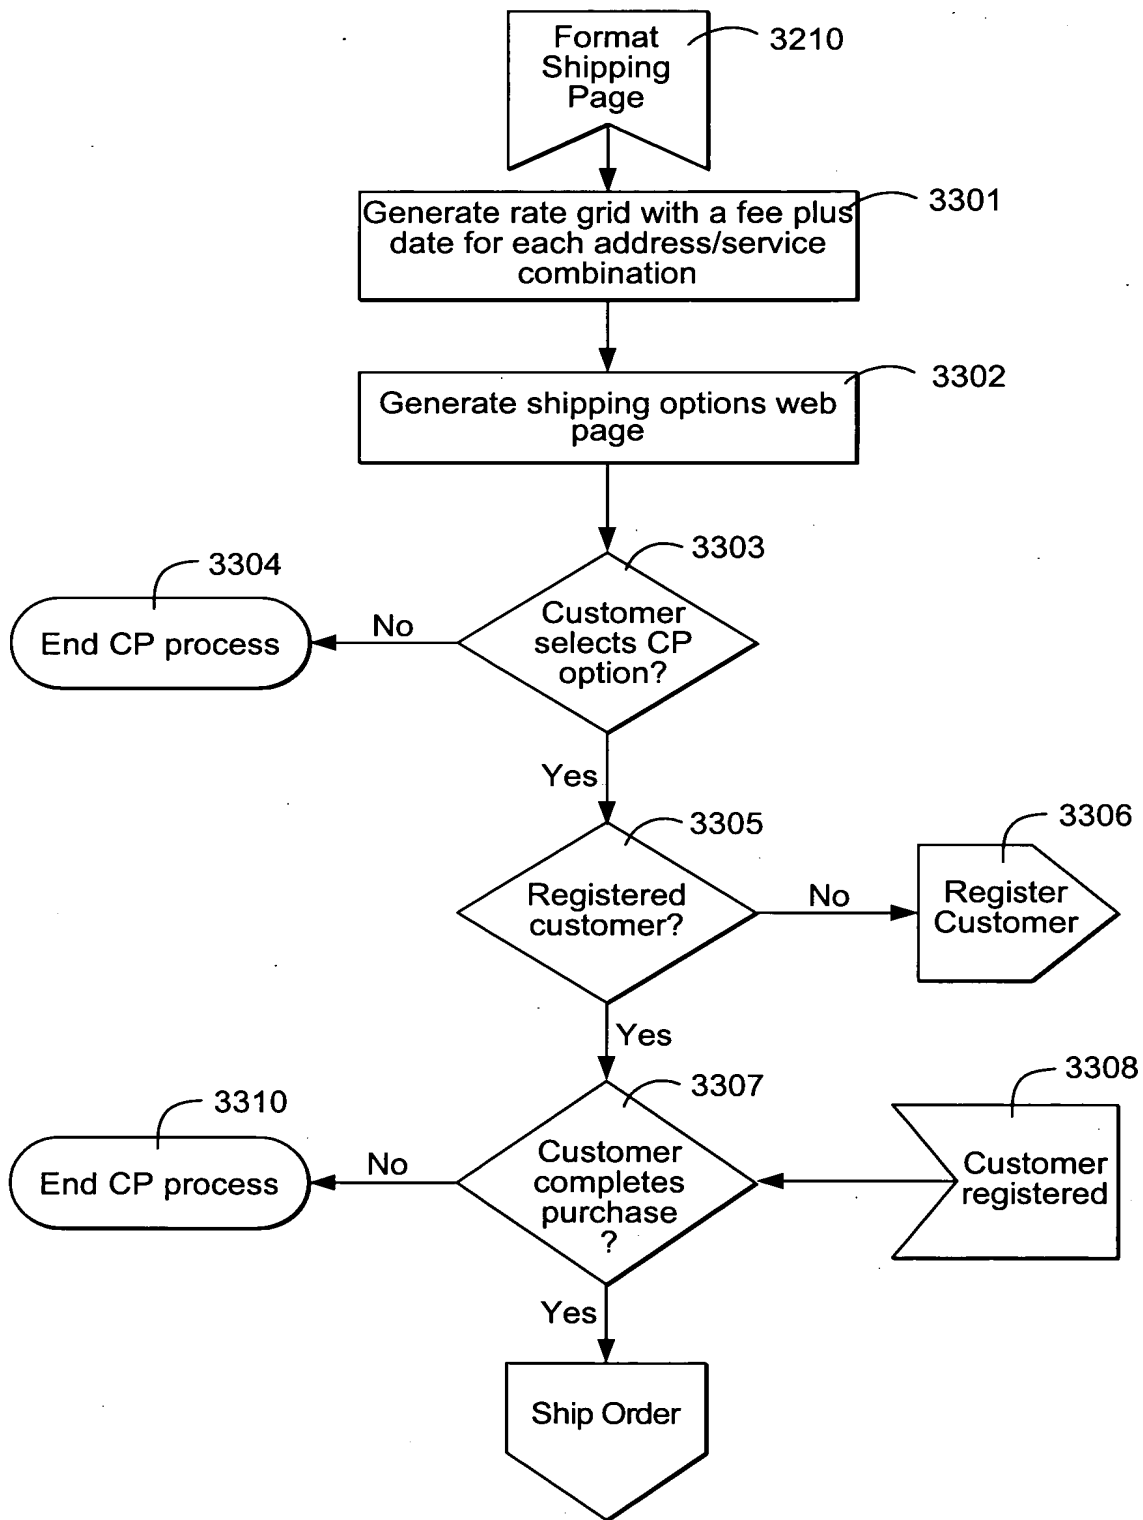 Format
Shipping
Page
3210
Generate rate grid with a fee plus
date for each address/service
combination
3301
Generate shipping options web
page
3302
3303
Customer
selects CP
option?
No
3304
End CP process
Yes
3305
Registered
customer?
No
3306
Register
Customer
Yes
3307
Customer
completes
purchase
?
3308
Customer
registered
No
3310
End CP process
Yes
Ship Order